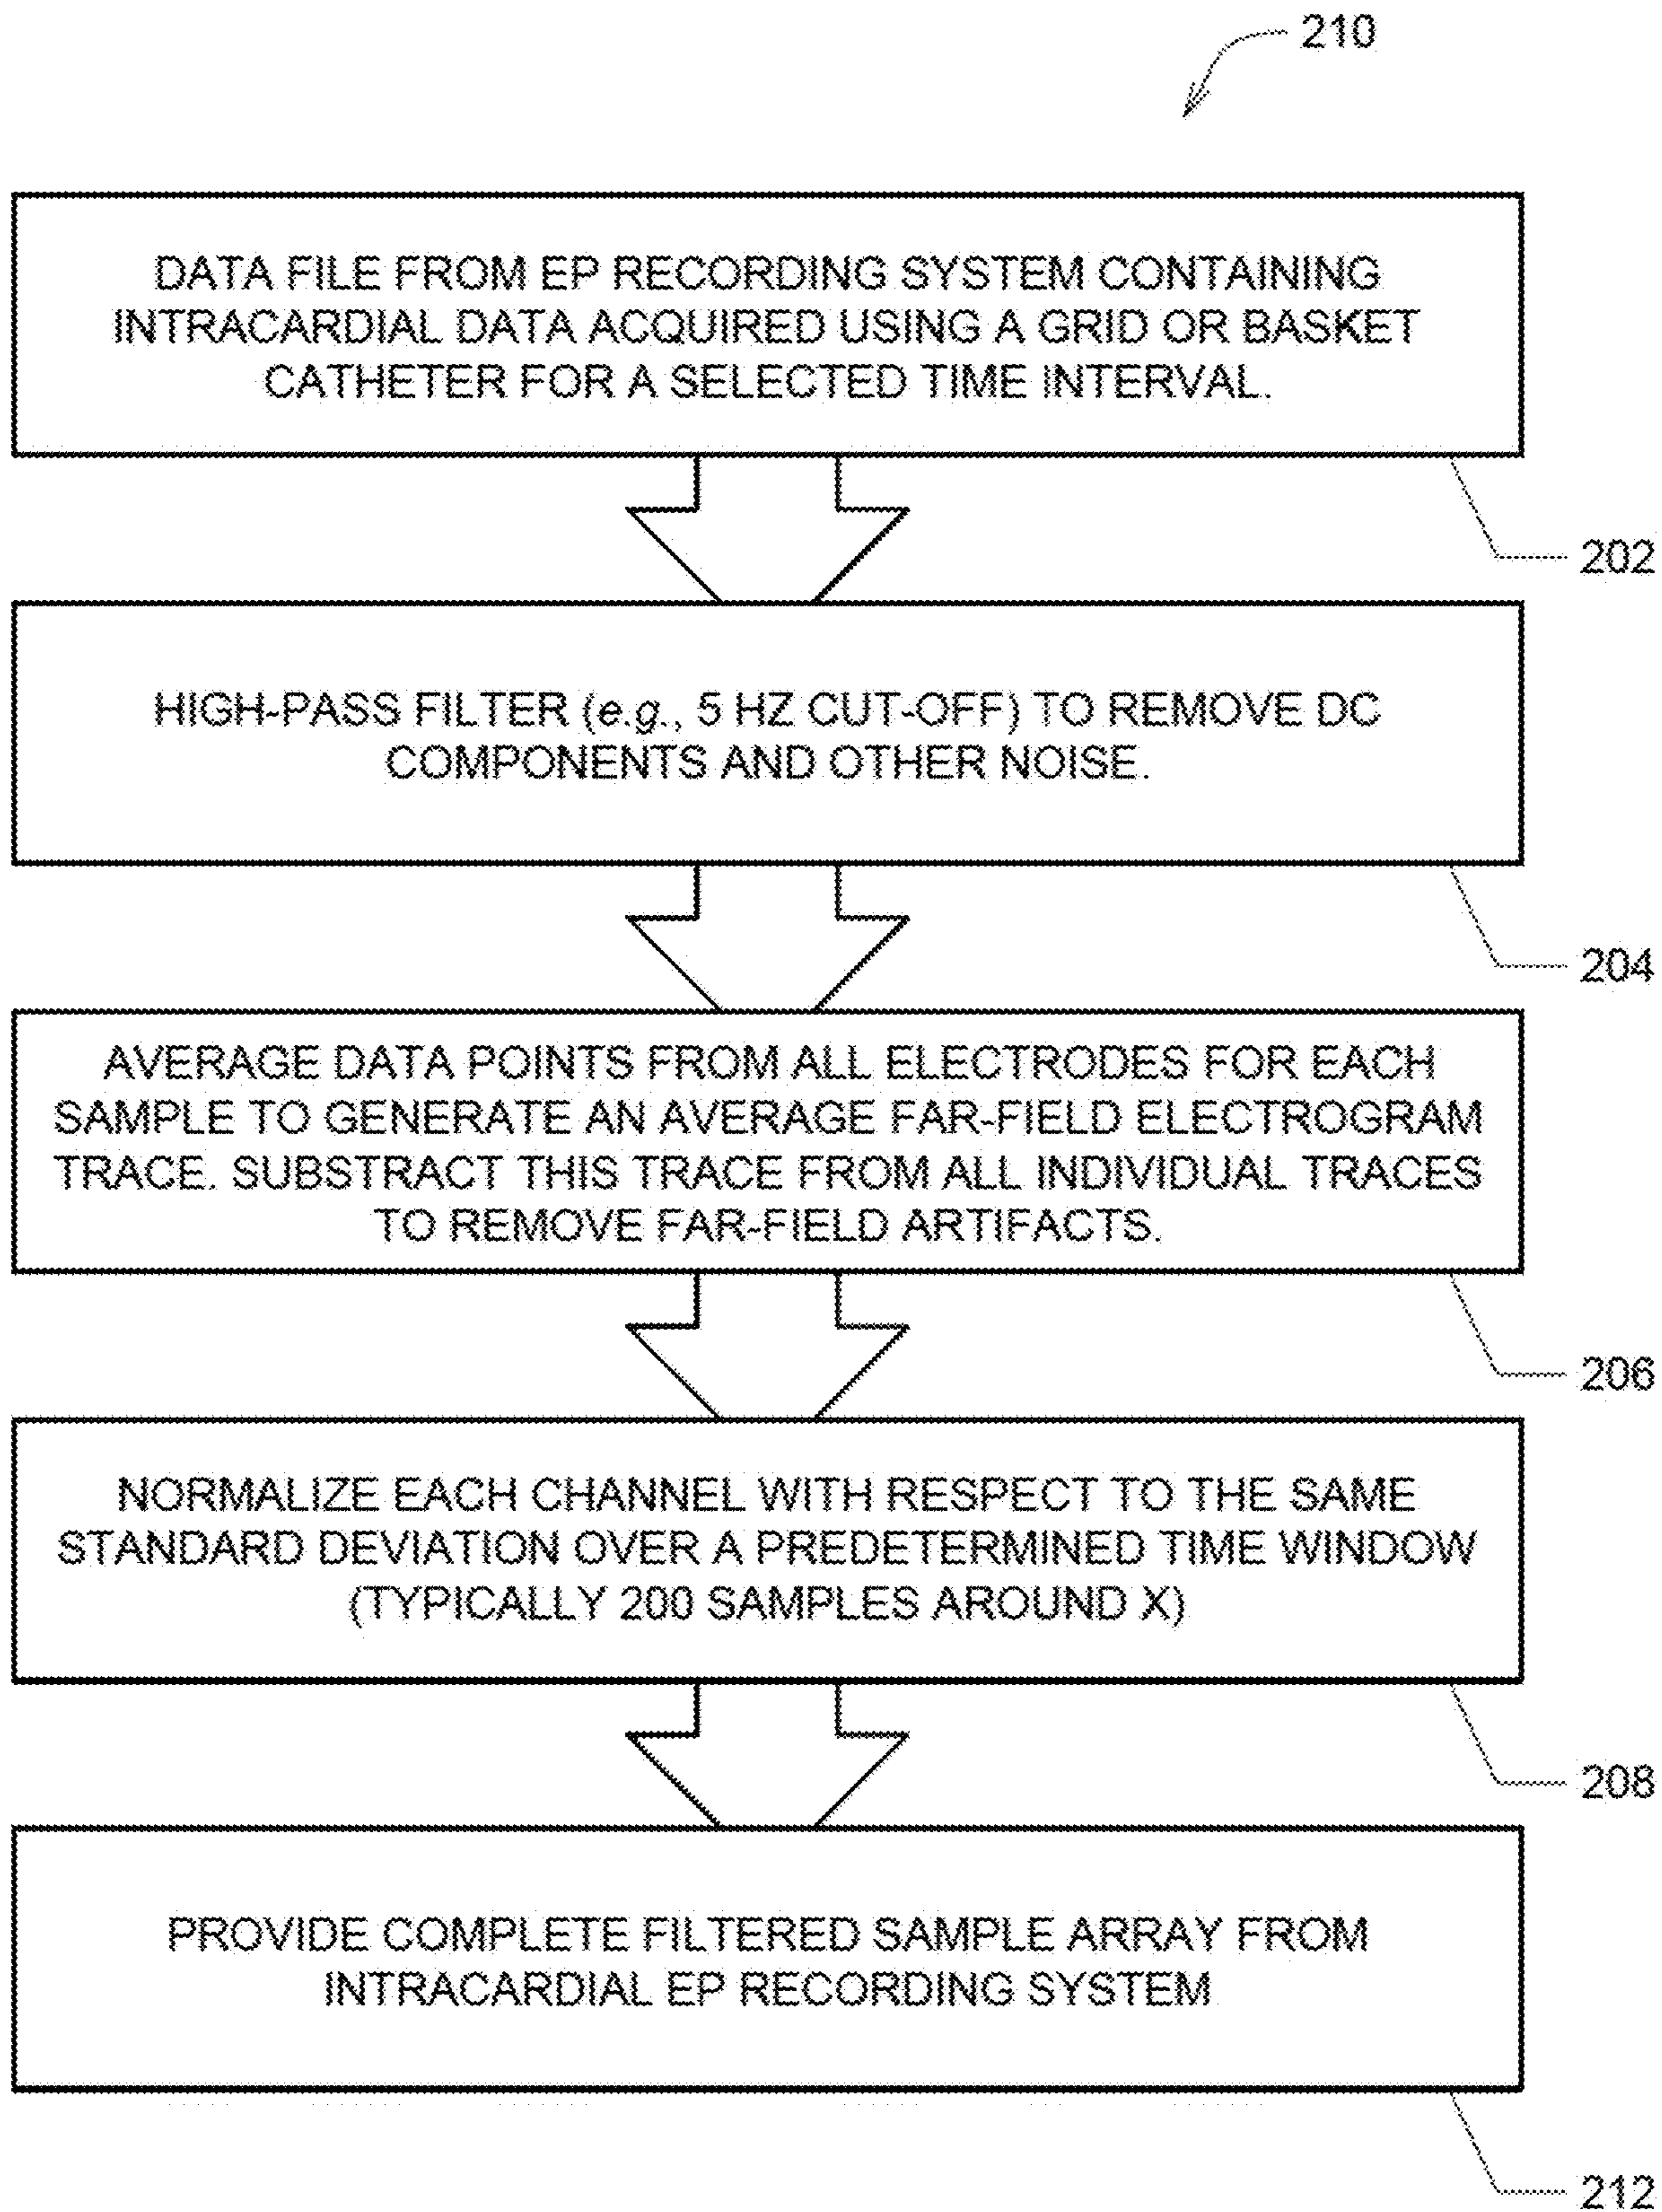 210
DATA FILE FROM EP RECORDING SYSTEM CONTAINING
INTRACARDIAL DATA ACQUIRED USING A GRID OR BASKET
CATHETER FOR A SELECTED TIME INTERVAL.
202
HIGH-PASS FILTER (e.g., 5 HZ CUT-OFF) TO REMOVE DC
COMPONENTS AND OTHER NOISE.
204
AVERAGE DATA POINTS FROM ALL ELECTRODES FOR EACH
SAMPLE TO GENERATE AN AVERAGE FAR-FIELD ELECTROGRAM
TRACE. SUBSTRACT THIS TRACE FROM ALL INDIVIDUAL TRACES
TO REMOVE FAR-FIELD ARTIFACTS.
206
NORMALIZE EACH CHANNEL WITH RESPECT TO THE SAME
STANDARD DEVIATION OVER A PREDETERMINED TIME WINDOW
(TYPICALLY 200 SAMPLES AROUND X)
208
PROVIDE COMPLETE FILTERED SAMPLE ARRAY FROM
INTRACARDIAL EP RECORDING SYSTEM
212